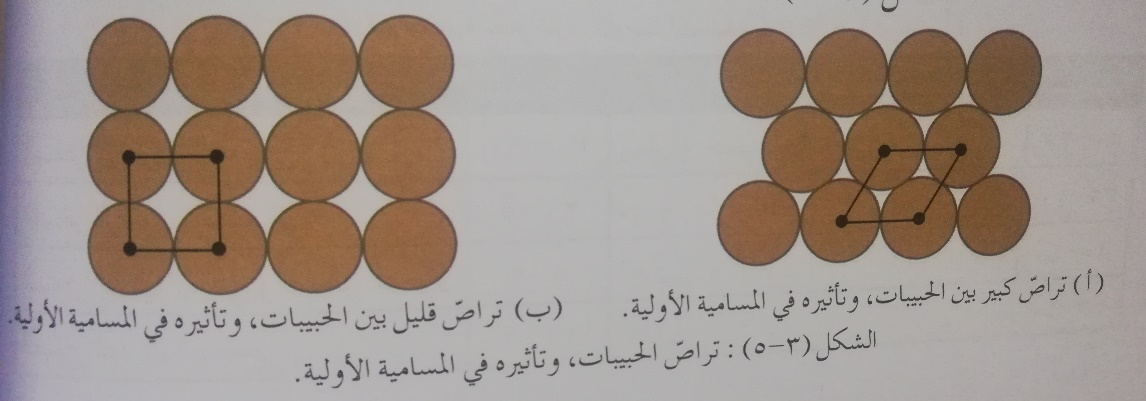 (أ) تراصّ كبير بين الحبيبات، وتأثيره في المسامية الأولية.
(ب) تراصّ قليل بين الحبيبات، وتأثيره في المسامية الأولية.
الشكل (٣-٥) : تراصّ الحبيبات، وتأثيره في المسامية الأولية.